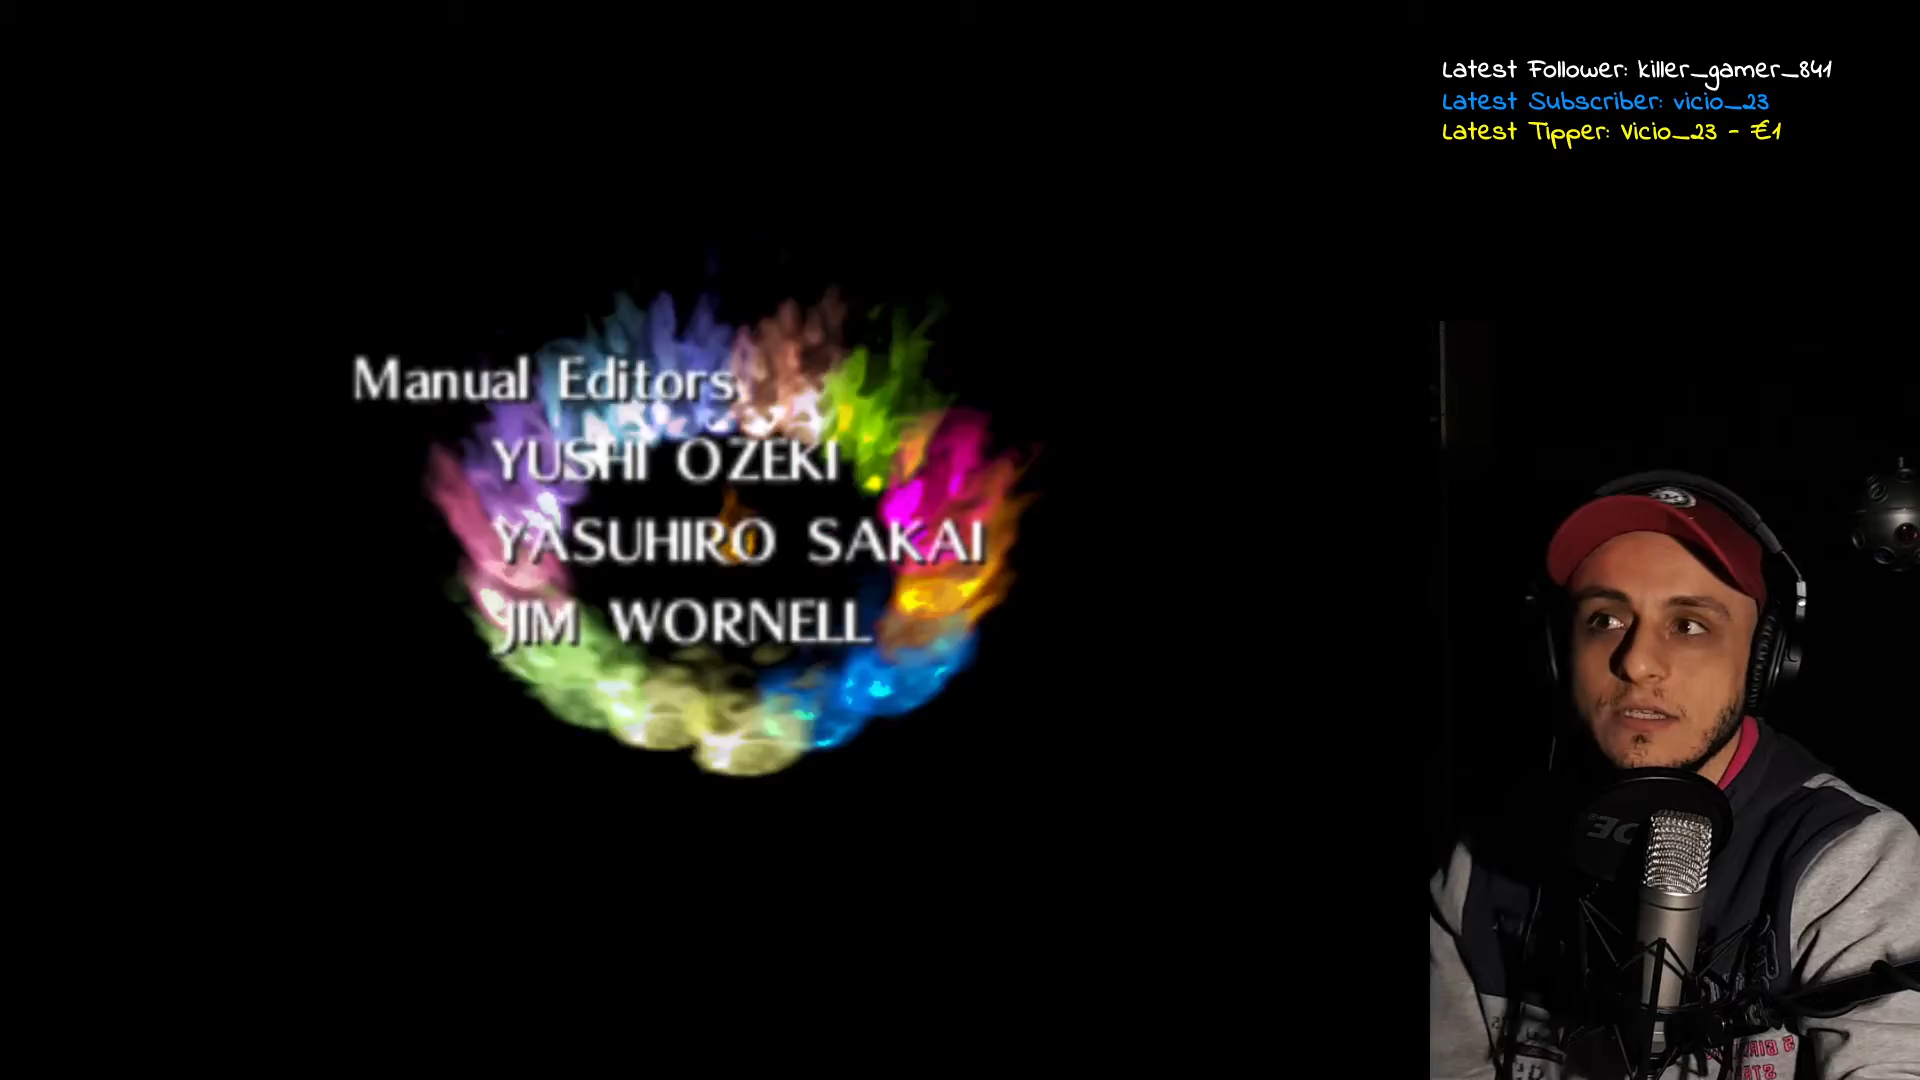 Latest Follower: killer_gamer_841
Latest Subscriber: vicio_23
Latest Tipper: Vicio_23 - €1
Manual Editors
YUSHI OZEKI
YASUHIRO SAKAI
JIM WORNELL